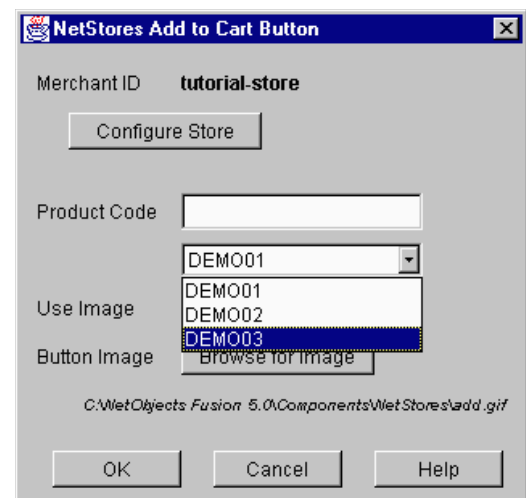 NetStores Add to Cart Button
Merchant ID tutorial-store
Configure Store
Product Code
DEMO01
DEMO01
DEMO02
Use Image
DEMO03
Button Image Browse for Image
C:\NetObjects Fusion 5.0\Components\NetStores\add.gif
OK Cancel Help